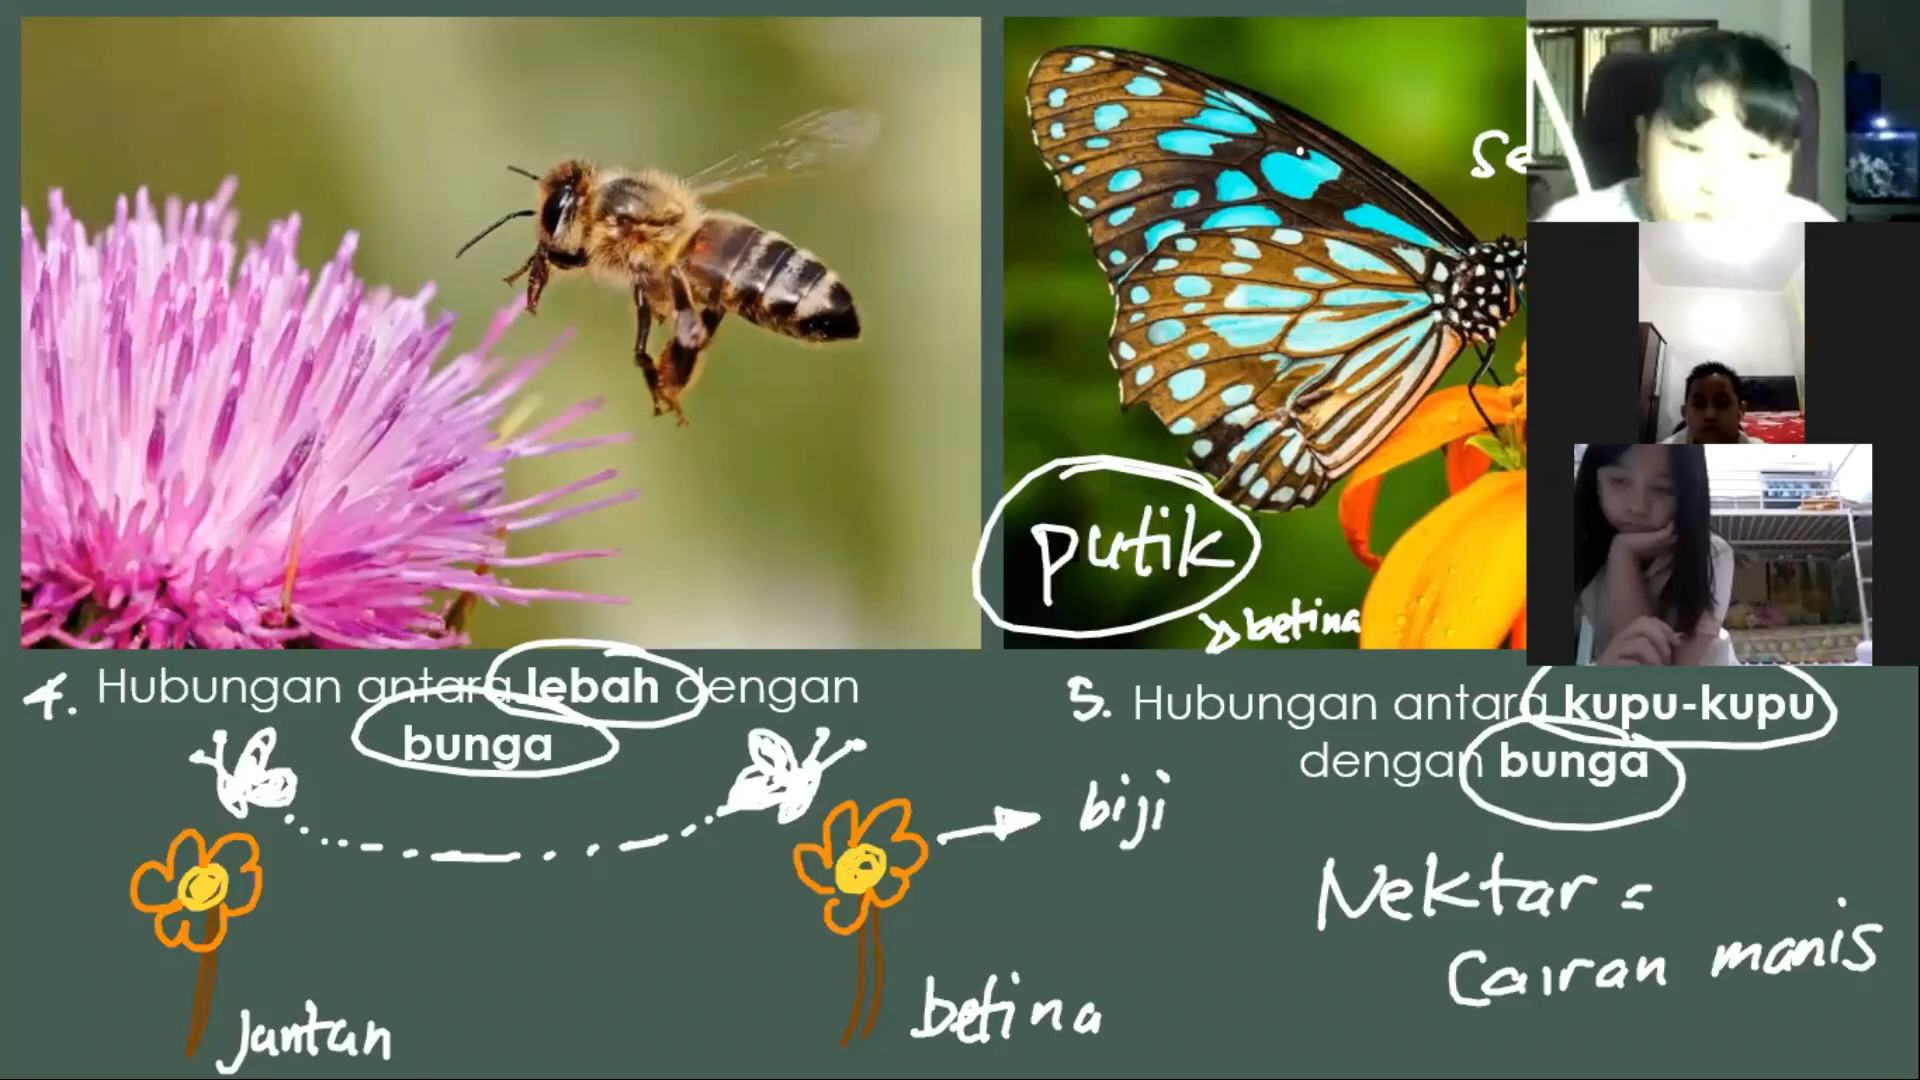 putik
betina
4. Hubungan antara lebah dengan
bunga
5. Hubungan antara kupu-kupu
dengan bunga
biji
Nektar =
Cairan manis
jantan
betina